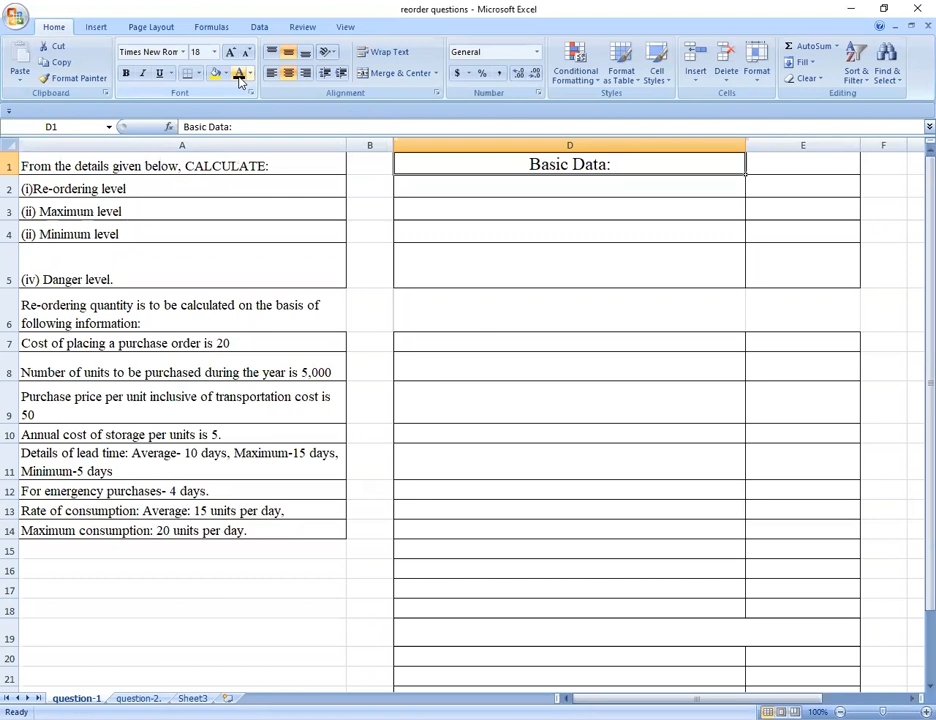 reorder questions - Microsoft Excel
Home Insert Page Layout Formulas Data Review View
Paste
Cut
Copy
Format Painter
Clipboard
Times New Rom 18
B I U
Font
Wrap Text
Merge & Center
Alignment
General
$ % ,
Number
Conditional Formatting
Format as Table
Cell Styles
Styles
Insert Delete Format
Cells
AutoSum
Fill
Clear
Sort & Filter
Find & Select
Editing
D1 fx Basic Data:
A B D E F
1 From the details given below, CALCULATE: Basic Data:
2 (i)Re-ordering level
3 (ii) Maximum level
4 (ii) Minimum level
5 (iv) Danger level.
Re-ordering quantity is to be calculated on the basis of
6 following information:
7 Cost of placing a purchase order is 20
8 Number of units to be purchased during the year is 5,000
Purchase price per unit inclusive of transportation cost is
9 50
10 Annual cost of storage per units is 5.
Details of lead time: Average- 10 days, Maximum-15 days,
11 Minimum-5 days
12 For emergency purchases- 4 days.
13 Rate of consumption: Average: 15 units per day,
14 Maximum consumption: 20 units per day.
15
16
17
18
19
20
21
question-1 question-2. Sheet3
Ready 100%